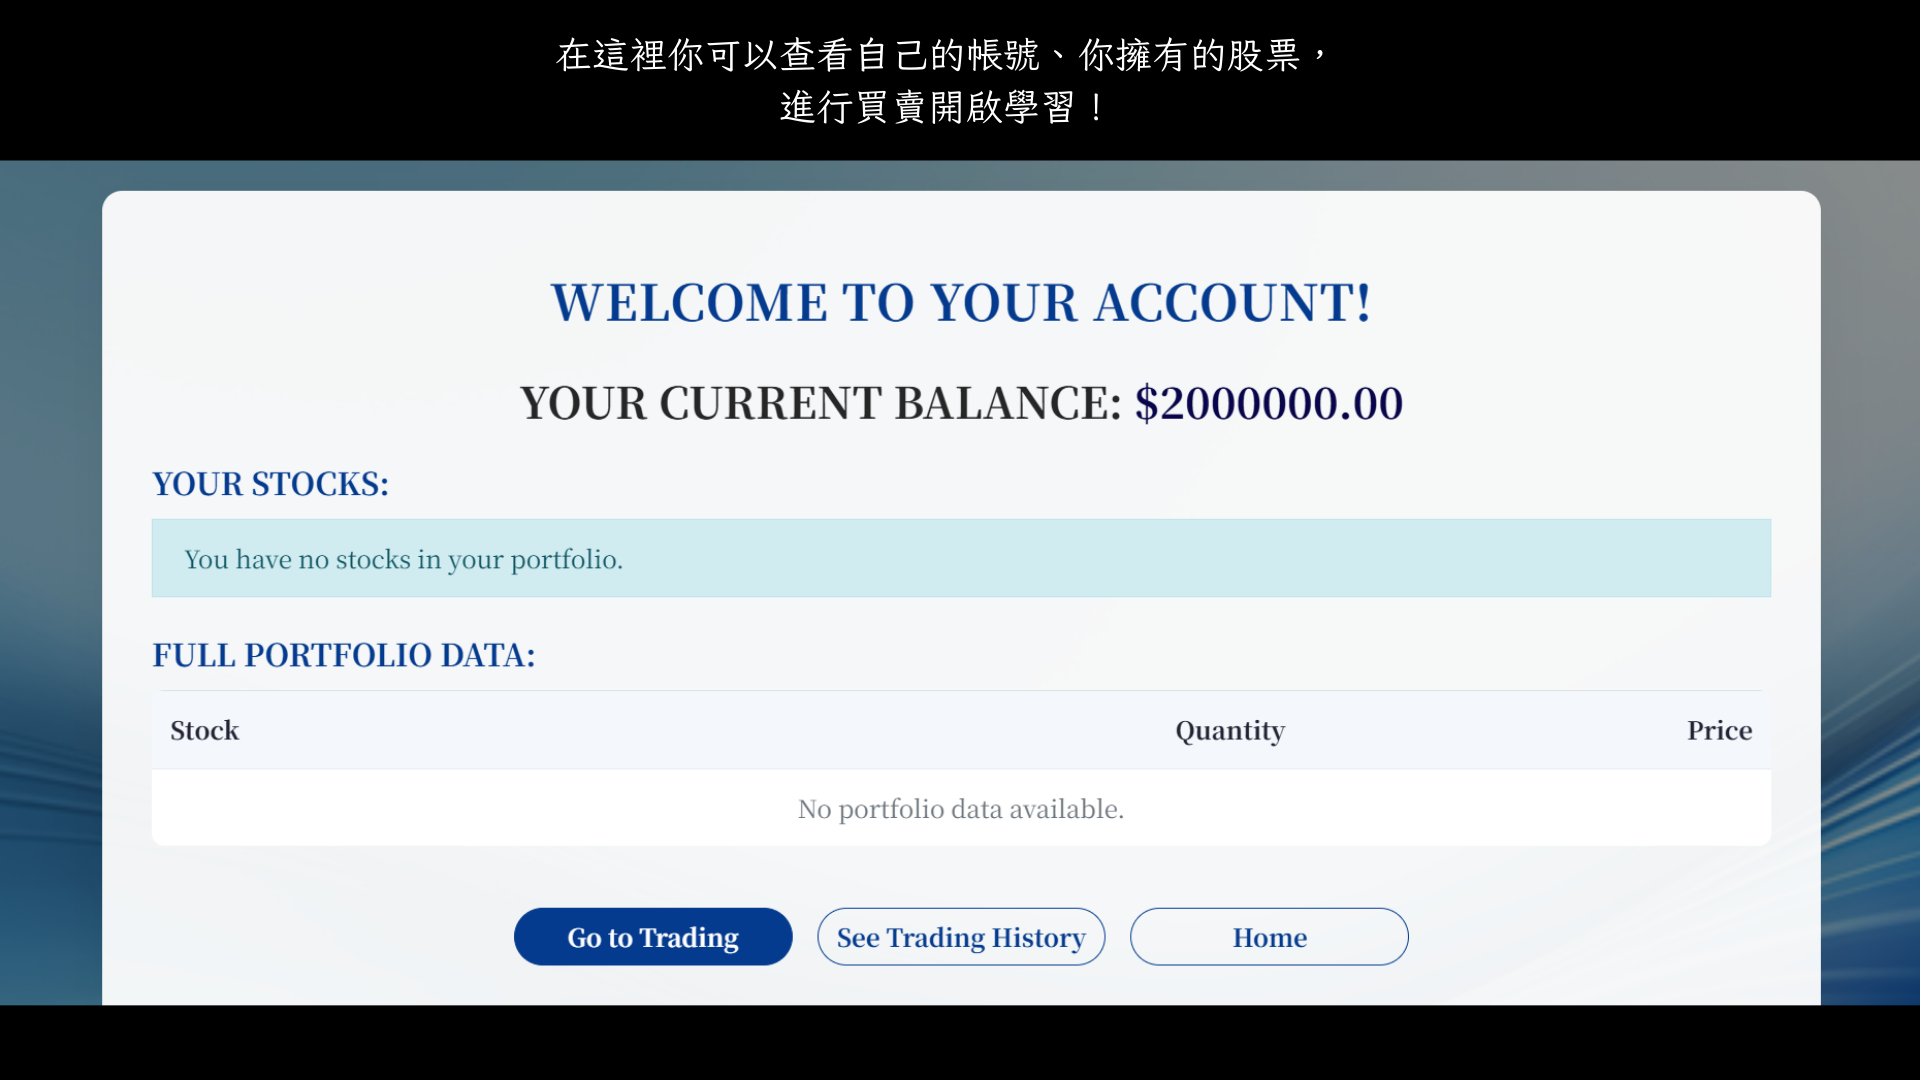 在這裡你可以查看自己的帳號、你擁有的股票，
進行買賣開啟學習！
WELCOME TO YOUR ACCOUNT!
YOUR CURRENT BALANCE: $2000000.00
YOUR STOCKS:
You have no stocks in your portfolio.
FULL PORTFOLIO DATA:
Stock Quantity Price
No portfolio data available.
Go to Trading See Trading History Home